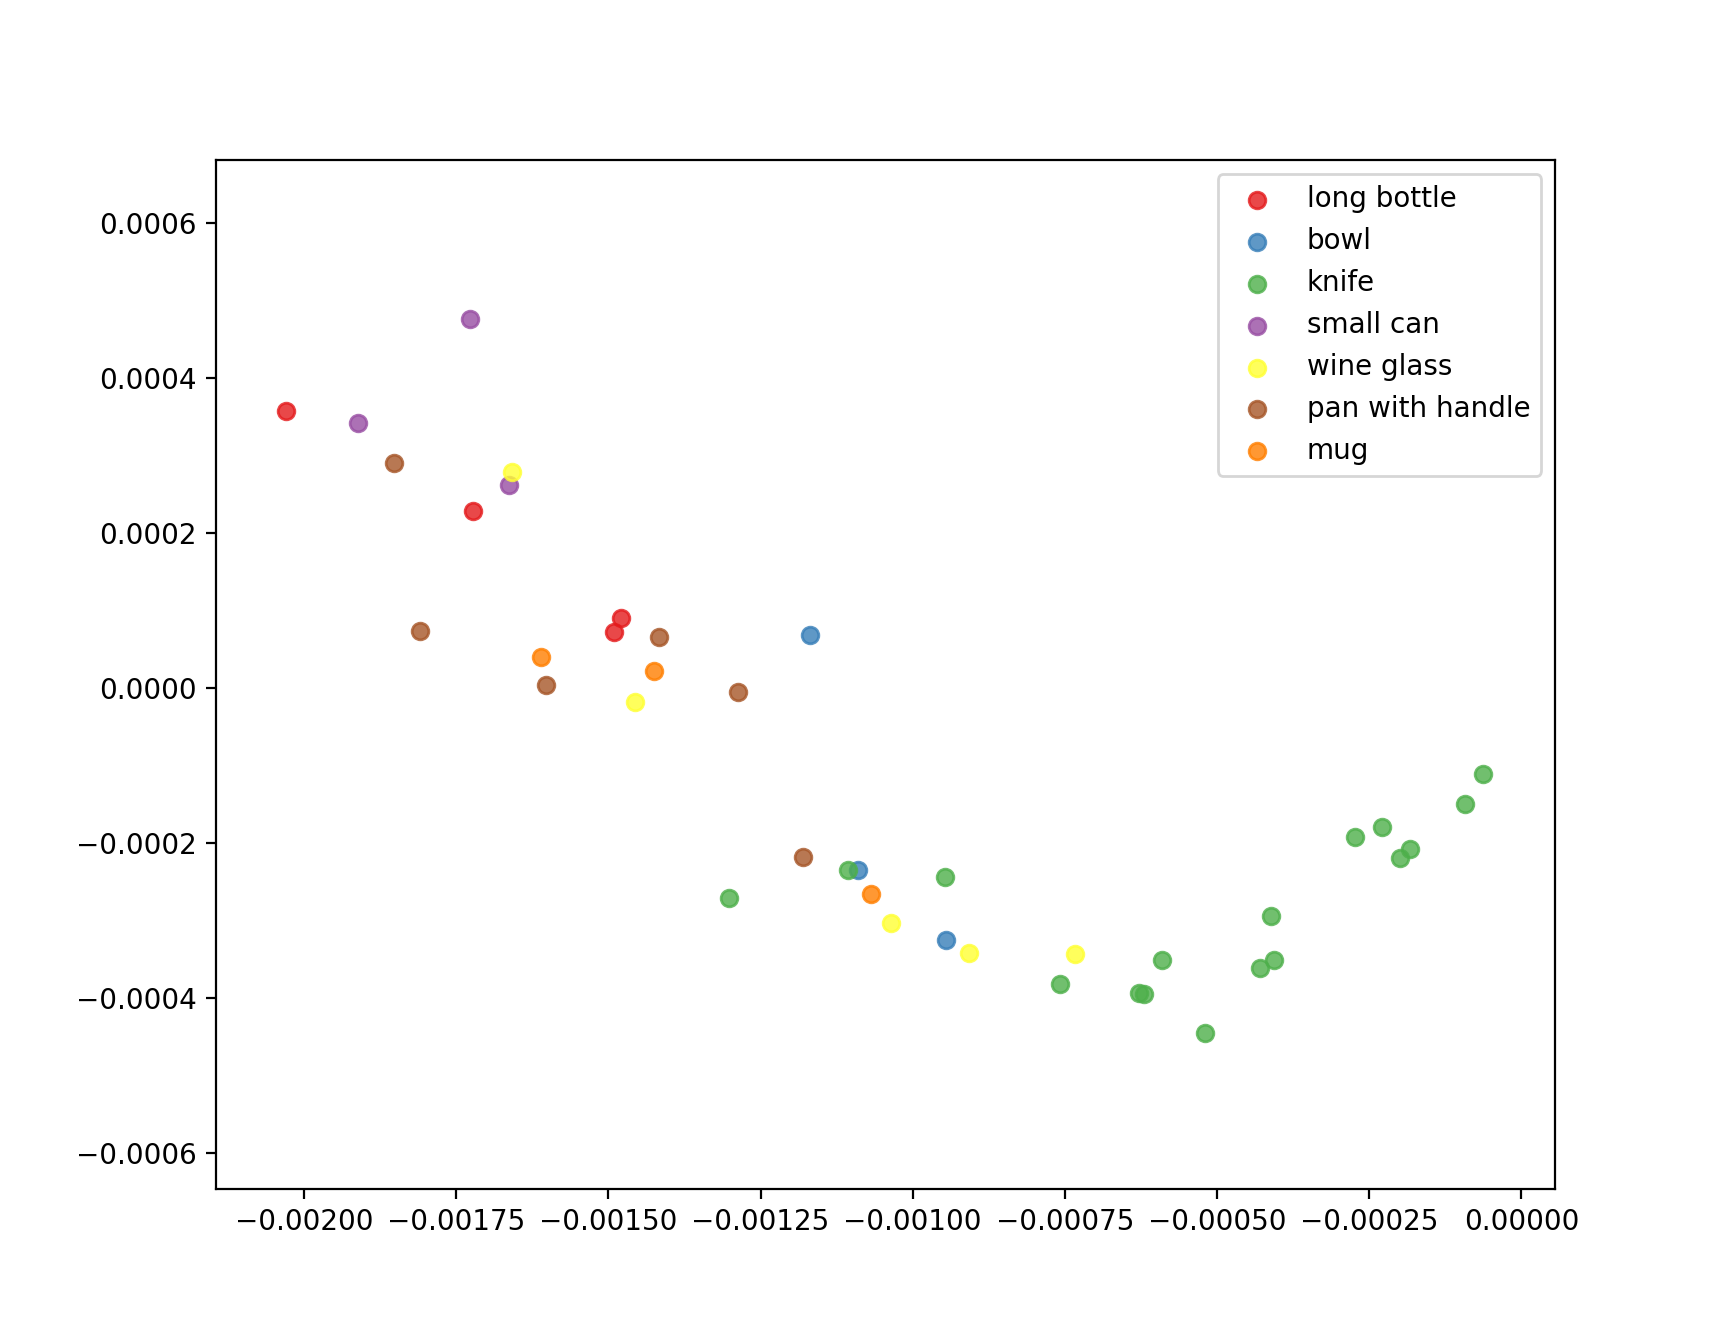 long bottle
bowl
knife
small can
wine glass
pan with handle
mug
0.0006
0.0004
0.0002
0.0000
−0.0002
−0.0004
−0.0006
−0.00200 −0.00175 −0.00150 −0.00125 −0.00100 −0.00075 −0.00050 −0.00025 0.00000